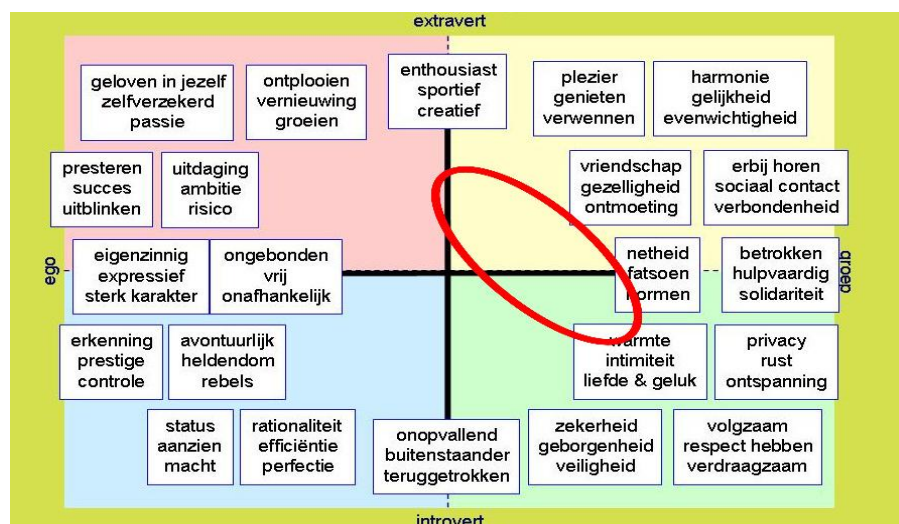 extravert
geloven in jezelf
zelfverzekerd
passie
ontplooien
vernieuwing
groeien
enthousiast
sportief
creatief
plezier
genieten
verwennen
harmonie
gelijkheid
evenwichtigheid
presteren
succes
uitblinken
uitdaging
ambitie
risico
vriendschap
gezelligheid
ontmoeting
erbij horen
sociaal contact
verbondenheid
ego
eigenzinnig
expressief
sterk karakter
ongebonden
vrij
onafhankelijk
netheid
fatsoen
normen
betrokken
hulpvaardig
solidariteit
groep
erkenning
prestige
controle
avontuurlijk
heldendom
rebels
warmte
intimiteit
liefde & geluk
privacy
rust
ontspanning
status
aanzien
macht
rationaliteit
efficiëntie
perfectie
onopvallend
buitenstaander
teruggetrokken
zekerheid
geborgenheid
veiligheid
volgzaam
respect hebben
verdraagzaam
introvert